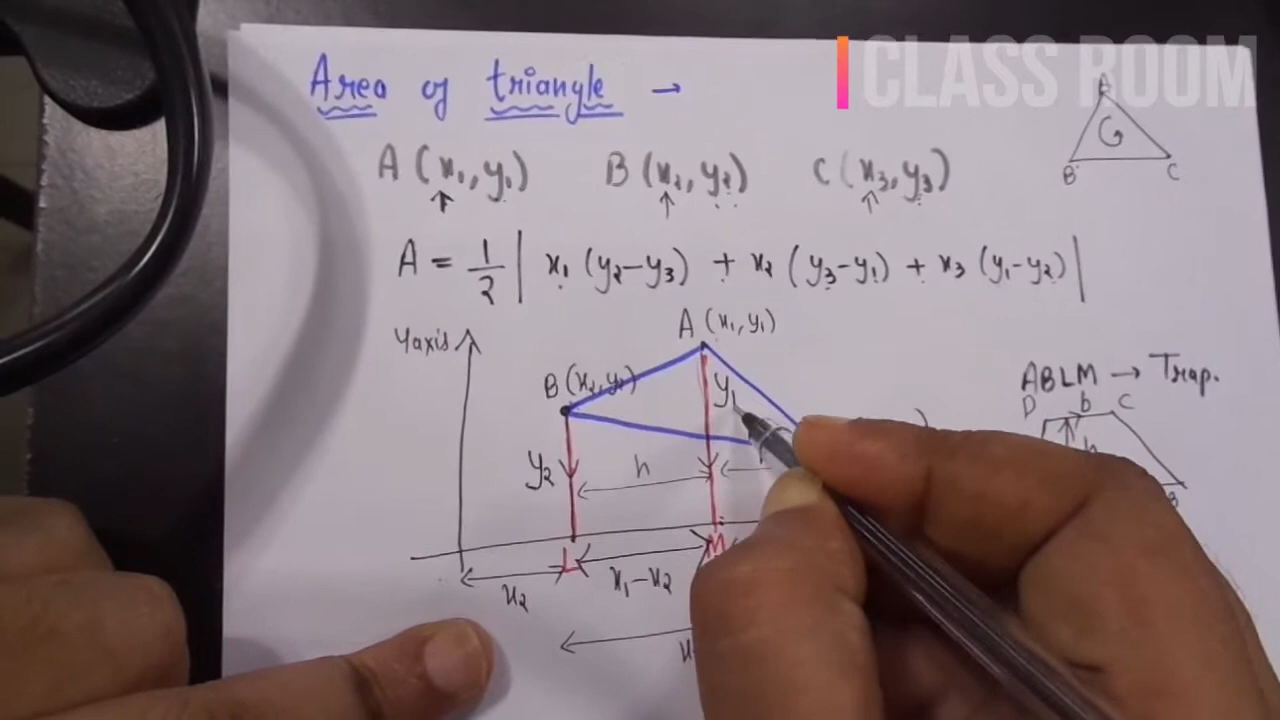 CLASS ROOM
Area of triangle →
A
G
B C
A (x₁, y₁) B (x₂, y₂) C (x₃, y₃)
A = 1/2 | x₁ (y₂-y₃) + x₂ (y₃-y₁) + x₃ (y₁-y₂) |
Y axis A (x₁, y₁)
B (x₂, y₂) y₁ ABLM → Trap.
D b C
y₂ h h
B
L M
x₂ x₁-x₂